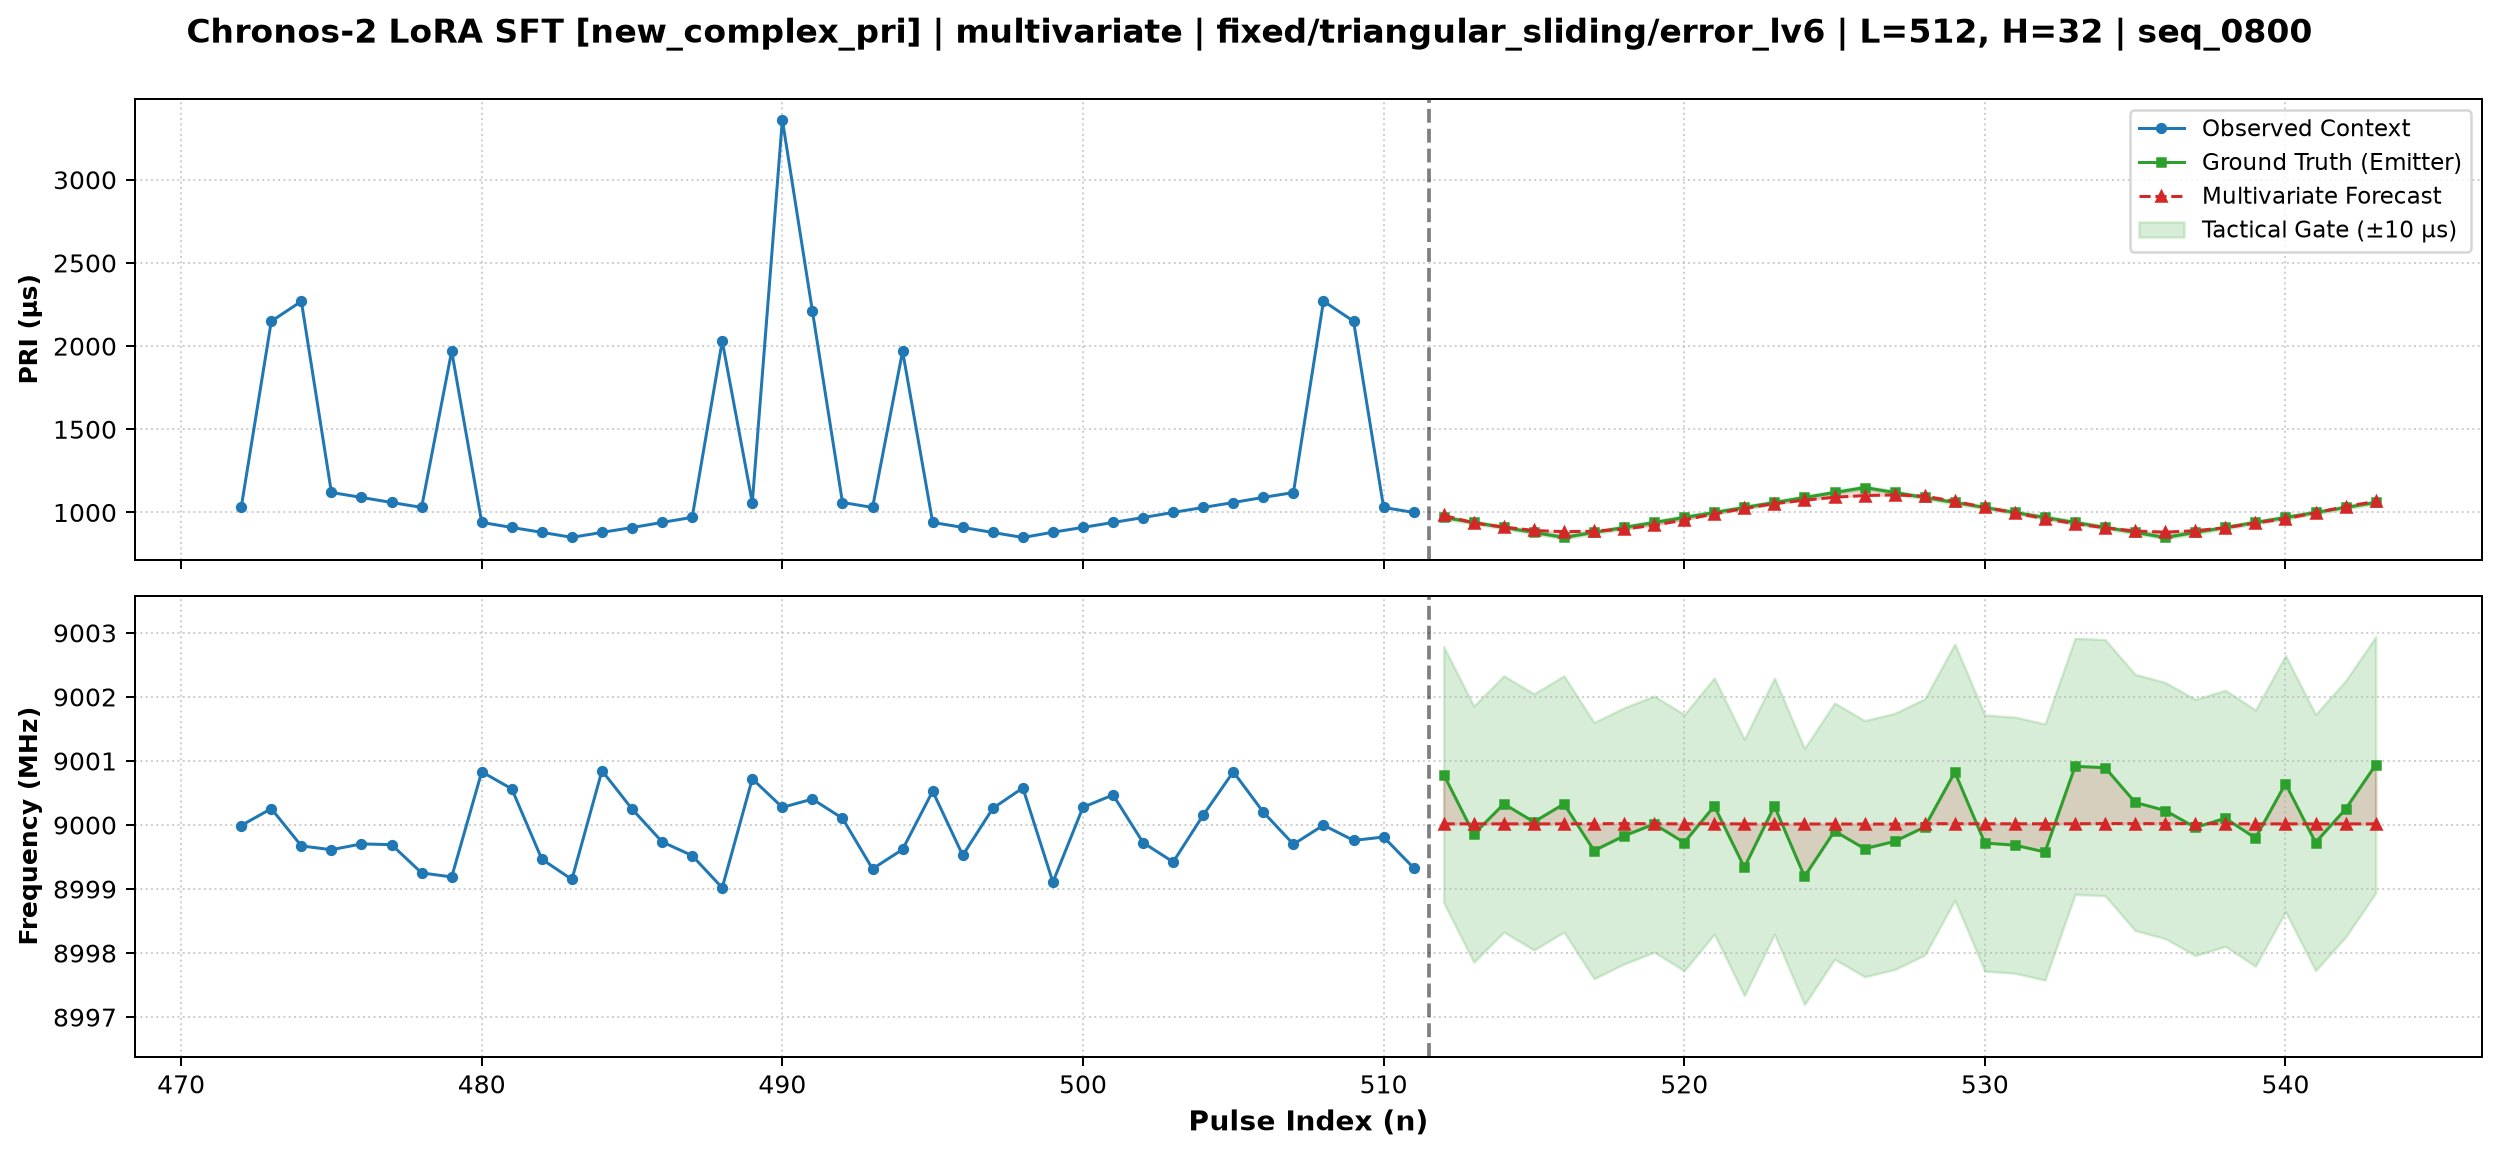 Chronos-2 LoRA SFT [new_complex_pri] | multivariate | fixed/triangular_sliding/error_lv6 | L=512, H=32 | seq_0800
PRI (µs)
3000
2500
2000
1500
1000
Observed Context
Ground Truth (Emitter)
Multivariate Forecast
Tactical Gate (±10 µs)
Frequency (MHz)
9003
9002
9001
9000
8999
8998
8997
470 480 490 500 510 520 530 540
Pulse Index (n)